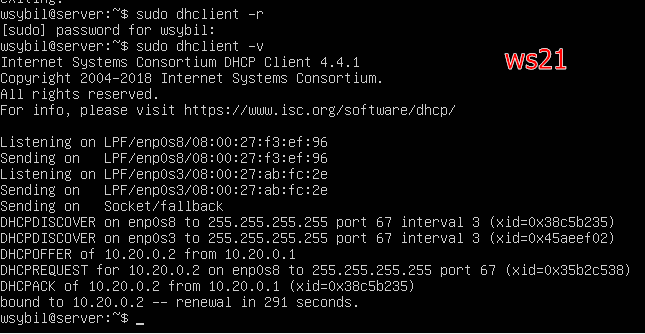 exiting.
wsybil@server:~$ sudo dhclient -r
[sudo] password for wsybil:
wsybil@server:~$ sudo dhclient -v
Internet Systems Consortium DHCP Client 4.4.1
Copyright 2004-2018 Internet Systems Consortium.
All rights reserved.
For info, please visit https://www.isc.org/software/dhcp/
ws21
Listening on LPF/enp0s8/08:00:27:f3:ef:96
Sending on   LPF/enp0s8/08:00:27:f3:ef:96
Listening on LPF/enp0s3/08:00:27:ab:fc:2e
Sending on   LPF/enp0s3/08:00:27:ab:fc:2e
Sending on   Socket/fallback
DHCPDISCOVER on enp0s8 to 255.255.255.255 port 67 interval 3 (xid=0x38c5b235)
DHCPDISCOVER on enp0s3 to 255.255.255.255 port 67 interval 3 (xid=0x45aeef02)
DHCPOFFER of 10.20.0.2 from 10.20.0.1
DHCPREQUEST for 10.20.0.2 on enp0s8 to 255.255.255.255 port 67 (xid=0x35b2c538)
DHCPACK of 10.20.0.2 from 10.20.0.1 (xid=0x38c5b235)
bound to 10.20.0.2 -- renewal in 291 seconds.
wsybil@server:~$ _